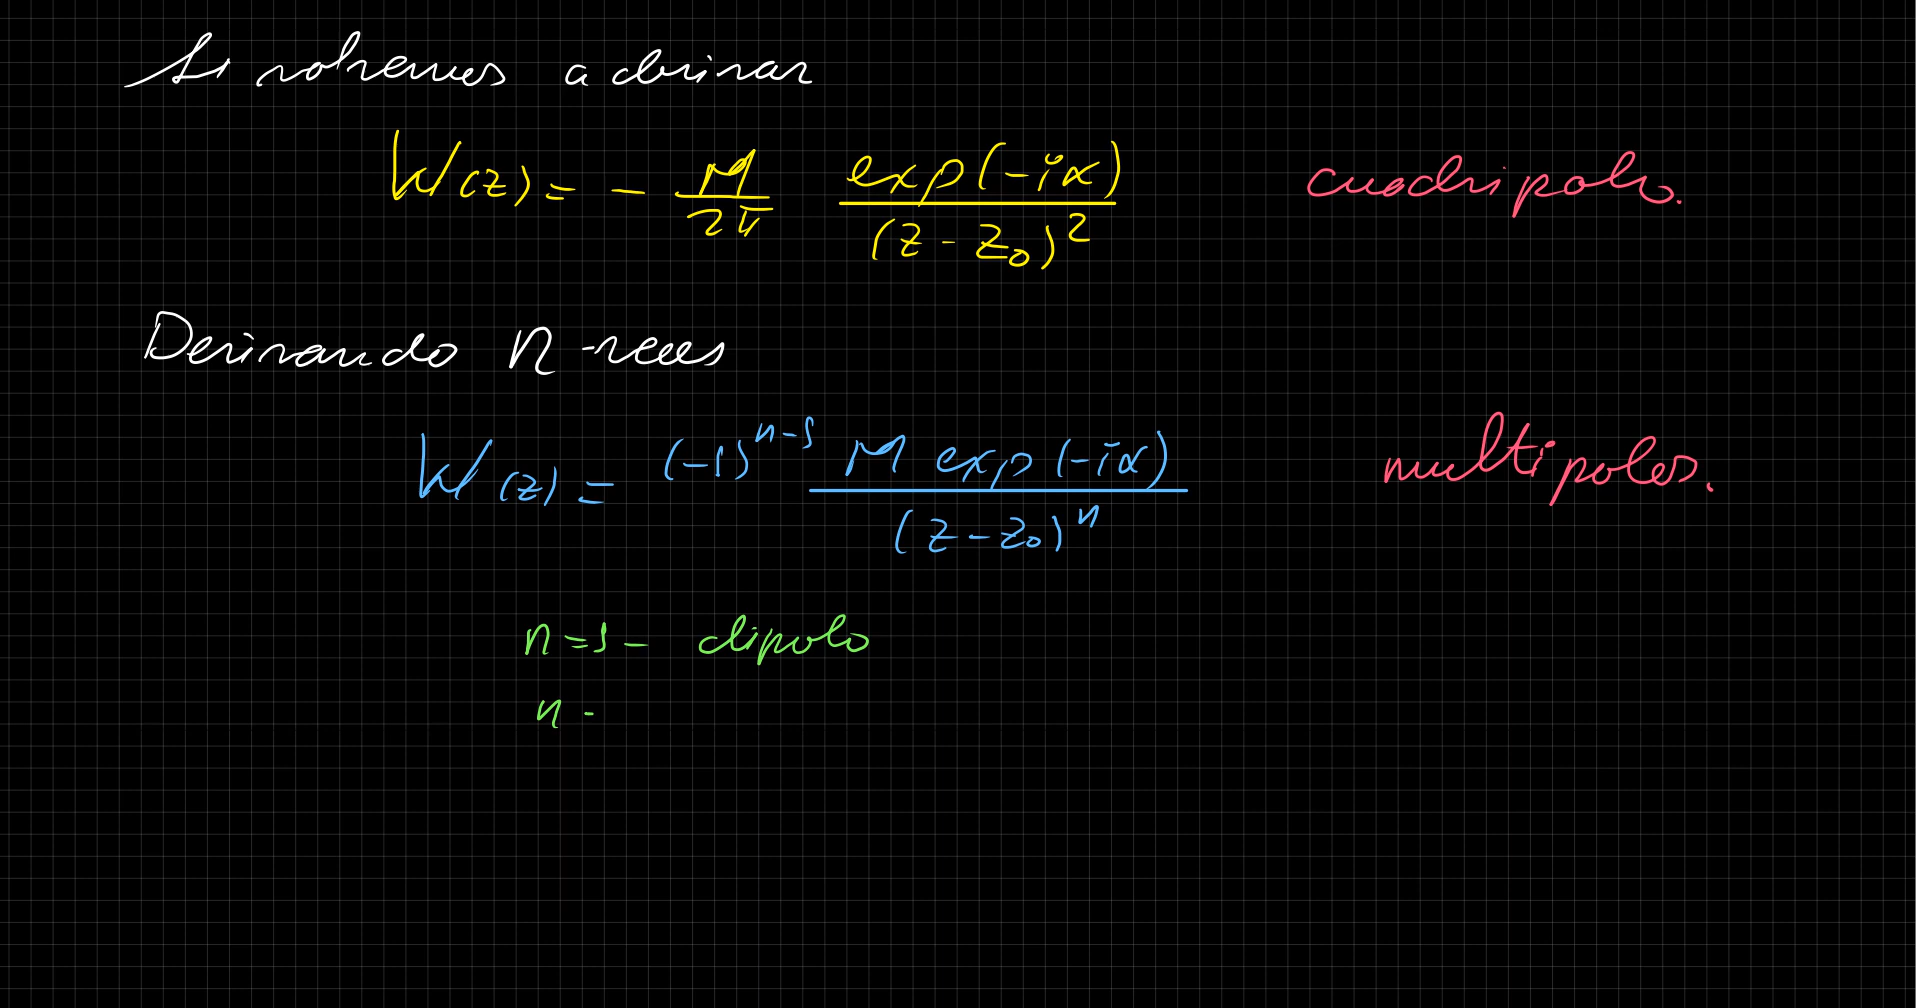 Si volvemos a derivar
W(z) = - M/2π exp(-iα)/(z - z₀)² cuadripolo.
Derivando n-veces
W(z) = (-1)ⁿ⁻¹ M exp(-iα)/(z - z₀)ⁿ multipolos.
n = 1 - dipolo
n -